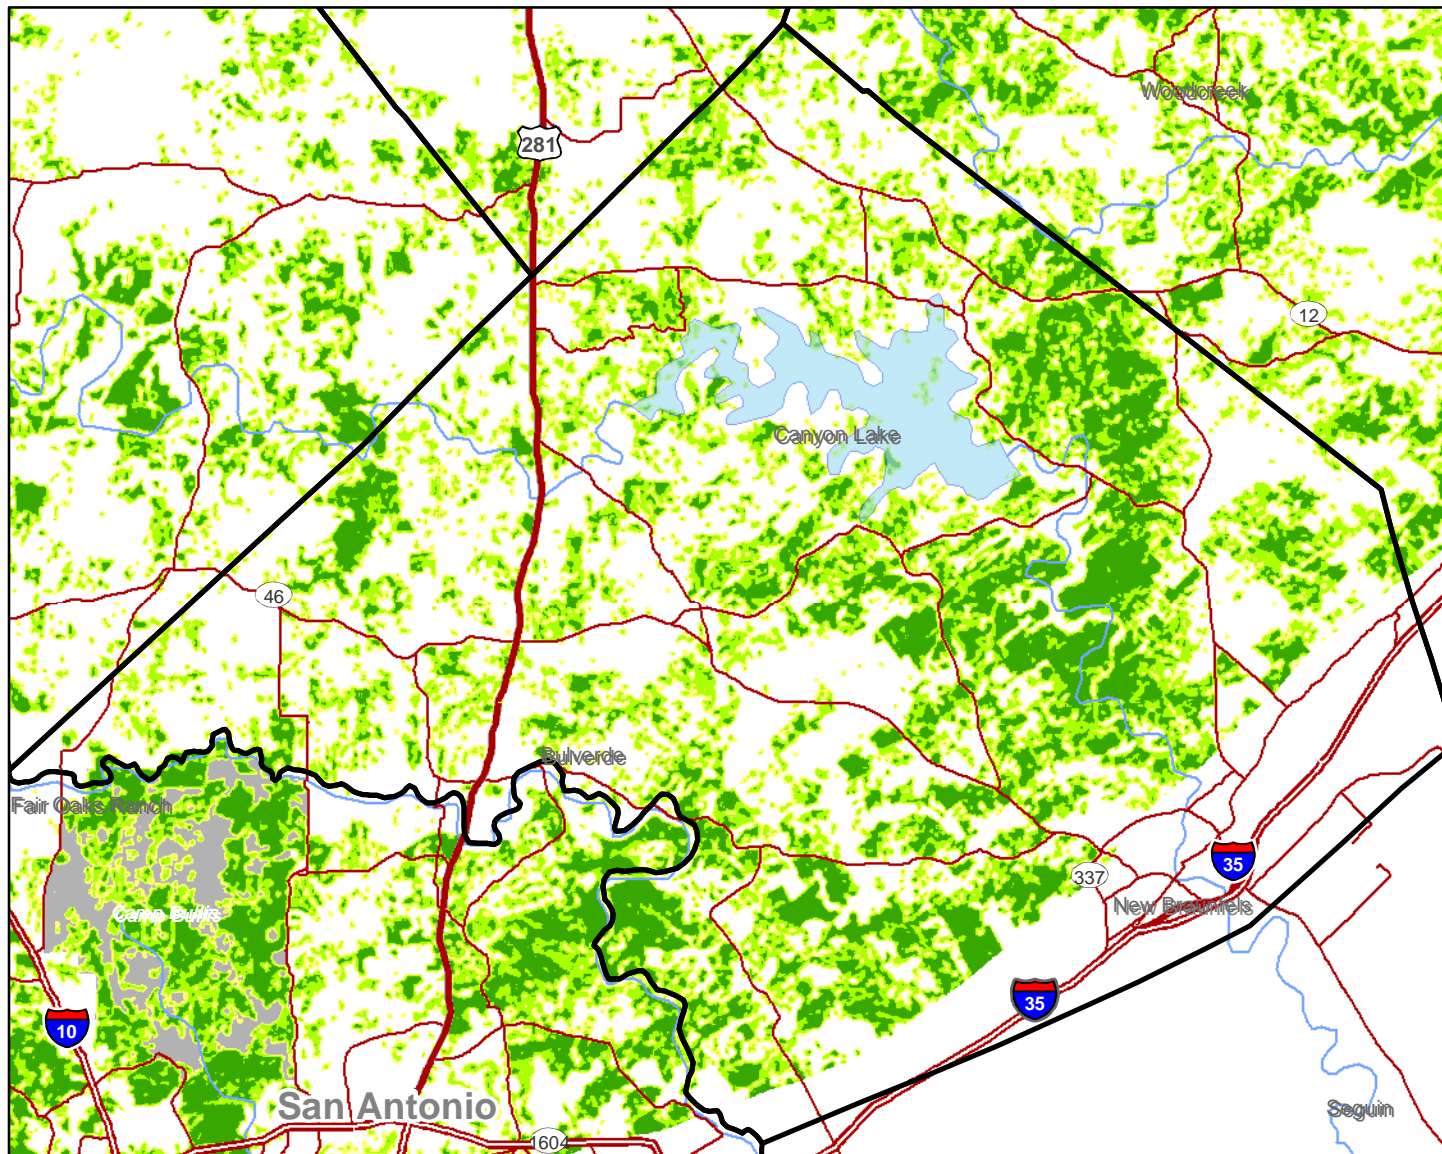 Woodcreek
281
12
Canyon Lake
46
Bulverde
Fair Oaks Ranch
35
337
New Braunfels
Camp Bullis
35
10
San Antonio
Seguin
1604